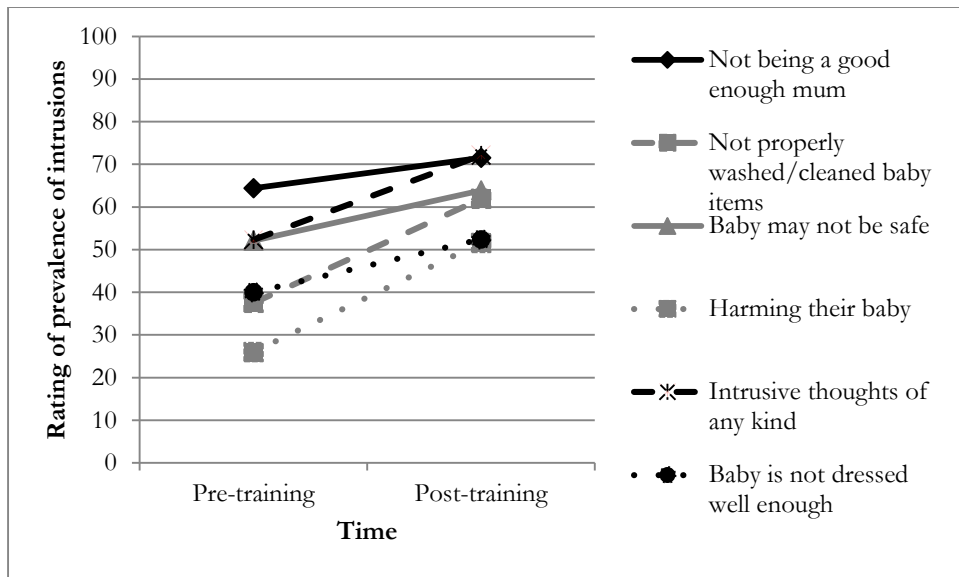 Rating of prevalence of intrusions
100
90
80
70
60
50
40
30
20
10
0
Pre-training
Post-training
Time
Not being a good
enough mum
Not properly
washed/cleaned baby
items
Baby may not be safe
Harming their baby
Intrusive thoughts of
any kind
Baby is not dressed
well enough